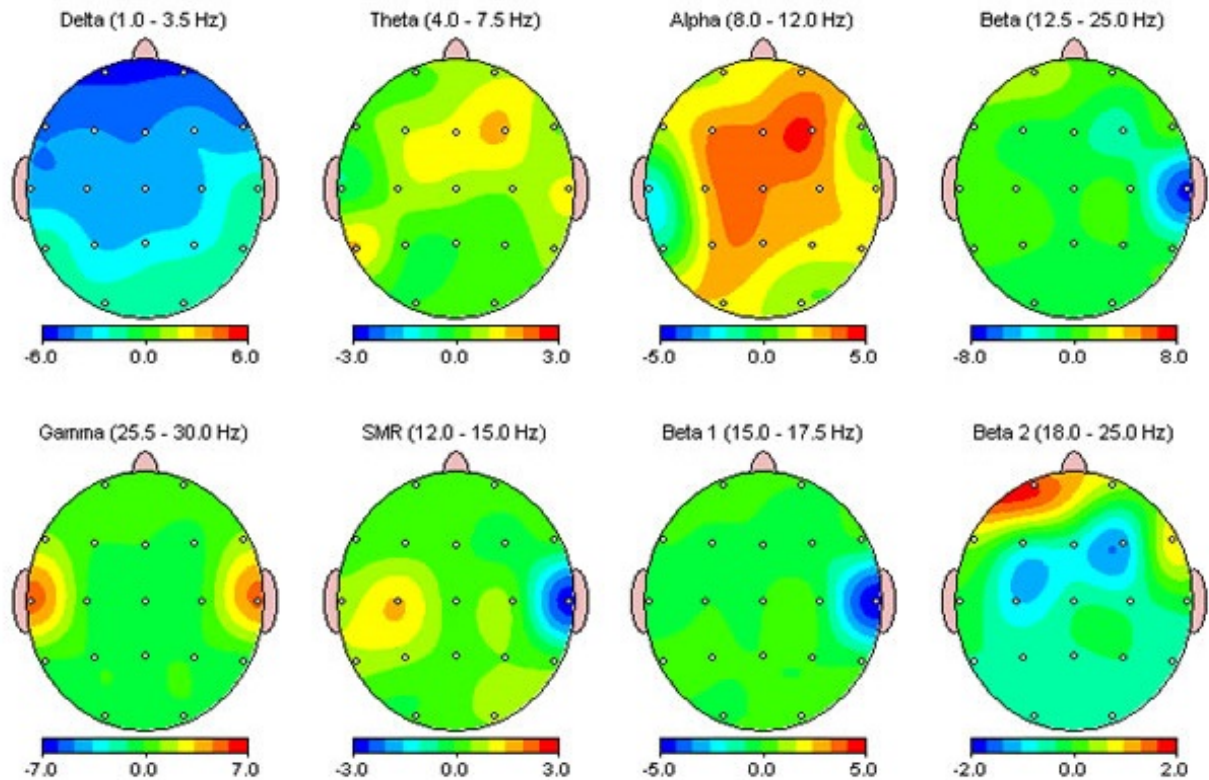 Delta (1.0 - 3.5 Hz)
Theta (4.0 - 7.5 Hz)
Alpha (8.0 - 12.0 Hz)
Beta (12.5 - 25.0 Hz)
-6.0 0.0 6.0
-3.0 0.0 3.0
-5.0 0.0 5.0
-8.0 0.0 8.0
Gamma (25.5 - 30.0 Hz)
SMR (12.0 - 15.0 Hz)
Beta 1 (15.0 - 17.5 Hz)
Beta 2 (18.0 - 25.0 Hz)
-7.0 0.0 7.0
-3.0 0.0 3.0
-5.0 0.0 5.0
-2.0 0.0 2.0